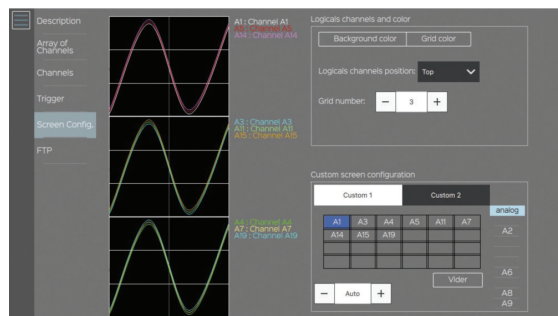 Description
Array of
Channels
Channels
Trigger
Screen Config.
FTP
A1 : Channel A1
A5 : Channel A5
A14 : Channel A14
A3 : Channel A3
A11 : Channel A11
A15 : Channel A15
A4 : Channel A4
A7 : Channel A7
A19 : Channel A19
Logicals channels and color
Background color
Grid color
Logicals channels position: Top
Grid number: − 3 +
Custom screen configuration
Custom 1
Custom 2
A1 A3 A4 A5 A11 A7
A14 A15 A19
Vider
− Auto +
analog
A2
A6
A8
A9